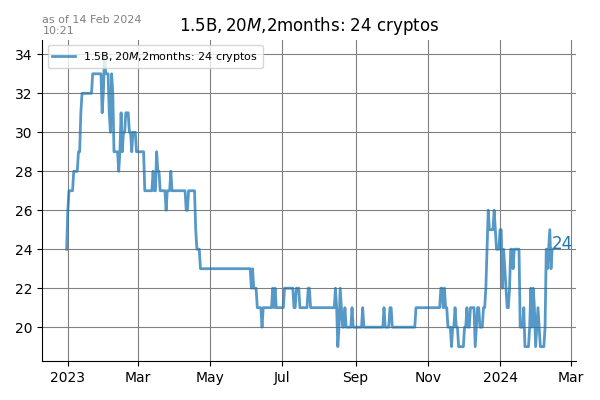 as of 14 Feb 2024
10:21
1.5B, 20M,2months: 24 cryptos
1.5B, 20M,2months: 24 cryptos
34
32
30
28
26
24
22
20
24
2023
Mar
May
Jul
Sep
Nov
2024
Mar